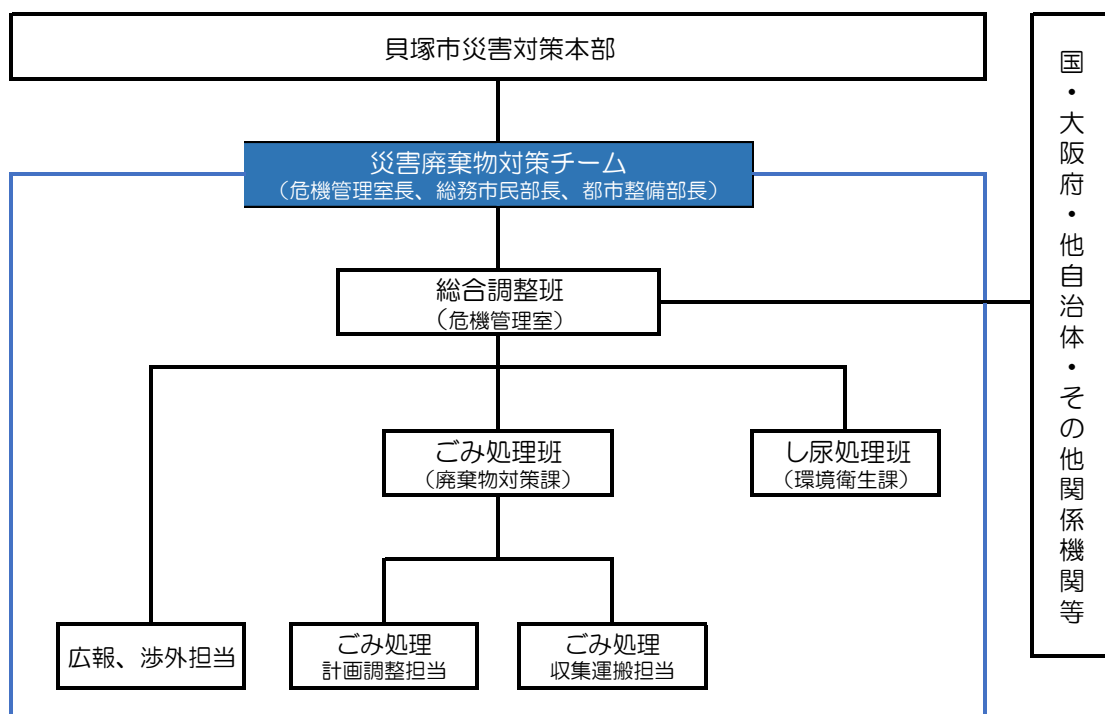 貝塚市災害対策本部
災害廃棄物対策チーム
（危機管理室長、総務市民部長、都市整備部長）
総合調整班
（危機管理室）
ごみ処理班
（廃棄物対策課）
し尿処理班
（環境衛生課）
広報、渉外担当
ごみ処理
計画調整担当
ごみ処理
収集運搬担当
国・大阪府・他自治体・その他関係機関等